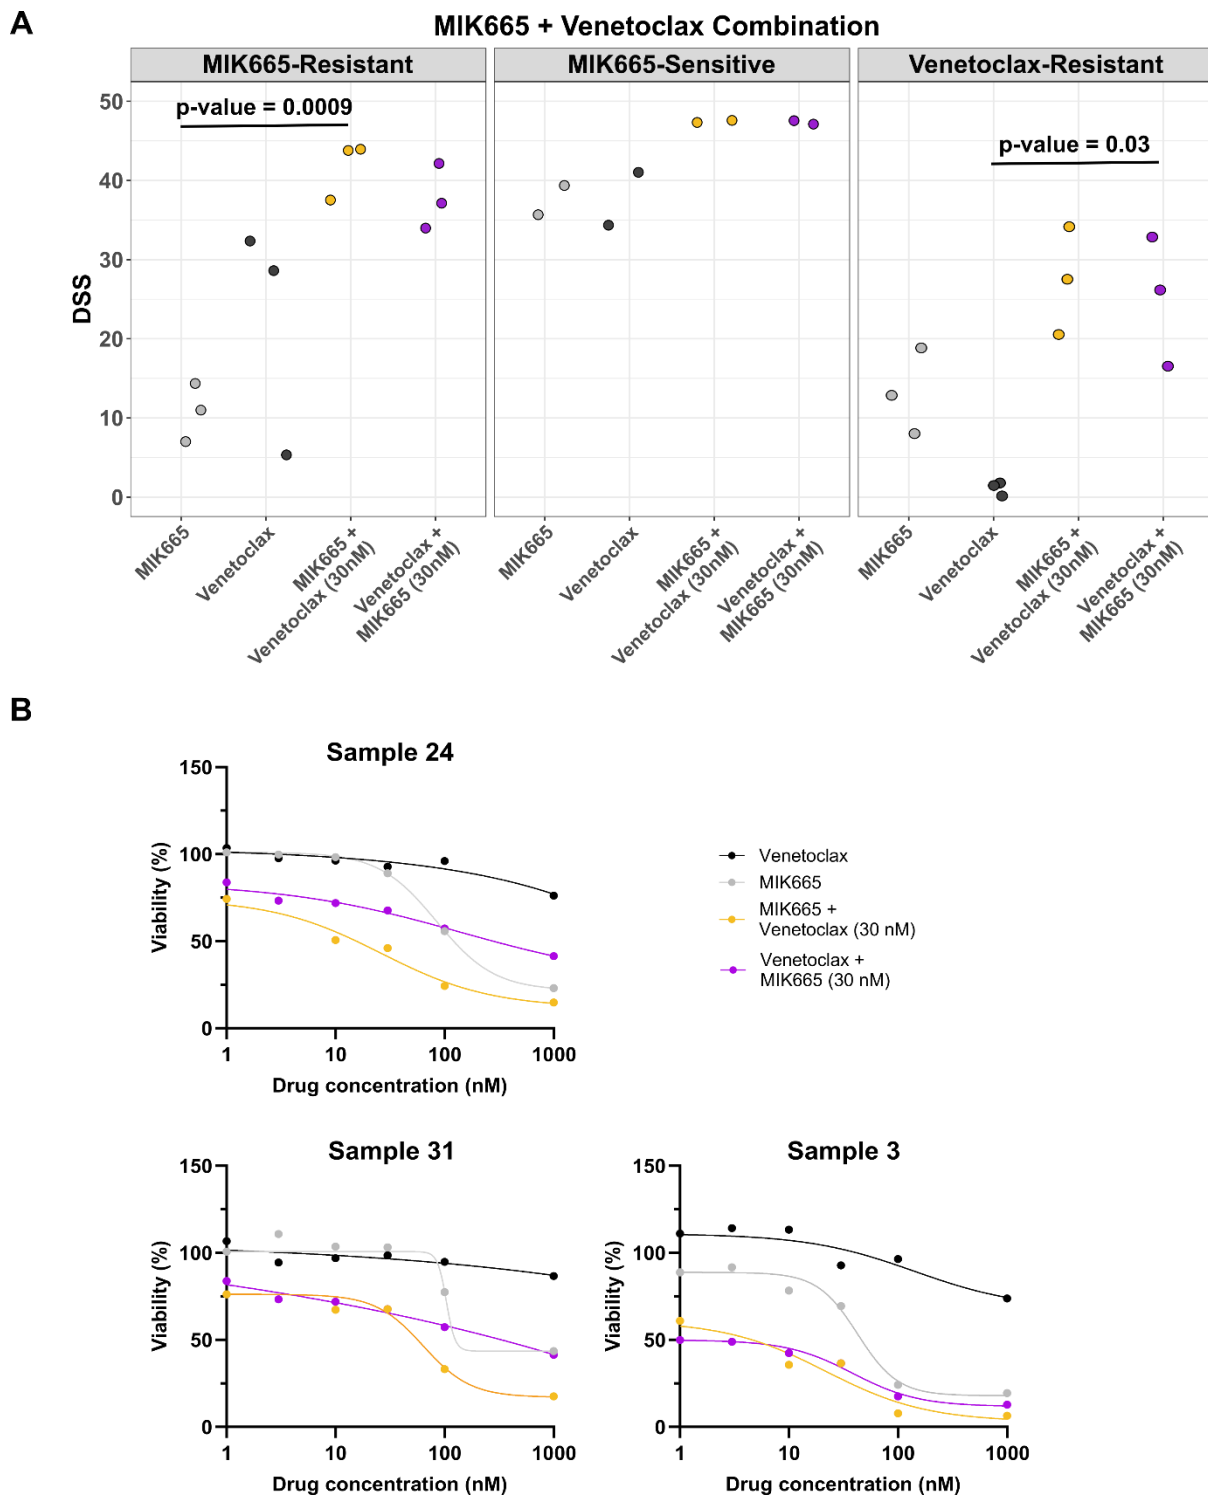 A
MIK665 + Venetoclax Combination
MIK665-Resistant
MIK665-Sensitive
Venetoclax-Resistant
p-value = 0.0009
p-value = 0.03
DSS
50
40
30
20
10
0
MIK665
Venetoclax
MIK665 +
Venetoclax (30nM)
Venetoclax +
MIK665 (30nM)
MIK665
Venetoclax
MIK665 +
Venetoclax (30nM)
Venetoclax +
MIK665 (30nM)
MIK665
Venetoclax
MIK665 +
Venetoclax (30nM)
Venetoclax +
MIK665 (30nM)
B
Sample 24
Viability (%)
150
100
50
0
1 10 100 1000
Drug concentration (nM)
Venetoclax
MIK665
MIK665 +
Venetoclax (30 nM)
Venetoclax +
MIK665 (30 nM)
Sample 31
Viability (%)
150
100
50
0
1 10 100 1000
Drug concentration (nM)
Sample 3
Viability (%)
150
100
50
0
1 10 100 1000
Drug concentration (nM)